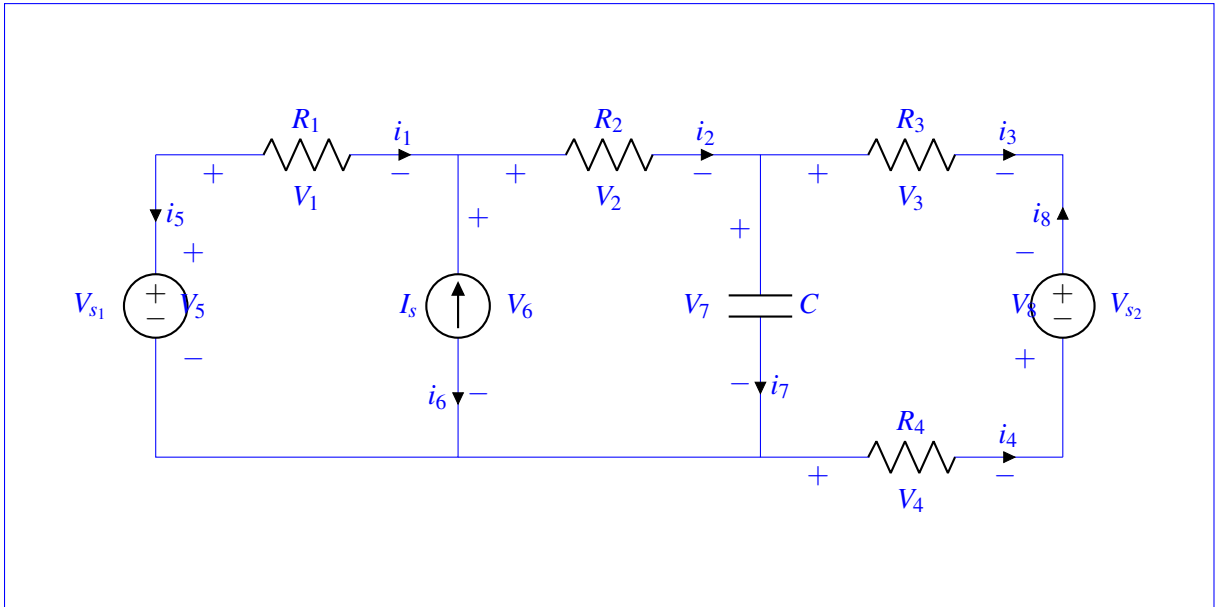 R1 R2 R3
i1 i2 i3
+ − + − + −
V1 V2 V3
i5 + + i8
+ −
Vs1 + − V5 Is V6 V7 C V8 + − Vs2
− +
i6 − − i7 R4 i4
+ −
V4